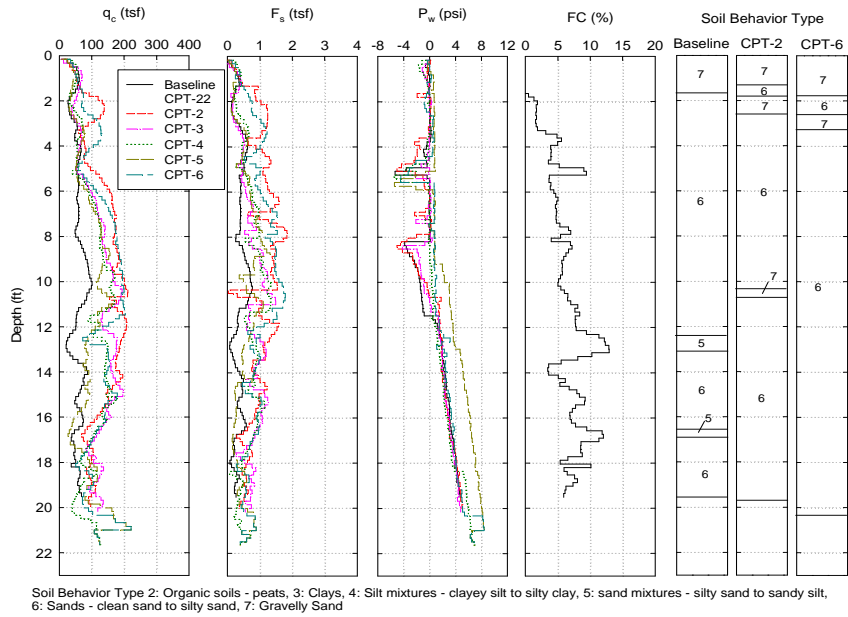 q_c (tsf)
F_s (tsf)
P_w (psi)
FC (%)
Soil Behavior Type
Baseline
CPT-2
CPT-6
0 100 200 300 400
0 1 2 3 4
-8 -4 0 4 8 12
0 5 10 15 20
Depth (ft)
0
2
4
6
8
10
12
14
16
18
20
22
Baseline
CPT-22
CPT-2
CPT-3
CPT-4
CPT-5
CPT-6
7
6
5
6
5
6
7
6
7
6
7
6
7
6
7
6
Soil Behavior Type 2: Organic soils - peats, 3: Clays, 4: Silt mixtures - clayey silt to silty clay, 5: sand mixtures - silty sand to sandy silt,
6: Sands - clean sand to silty sand, 7: Gravelly Sand